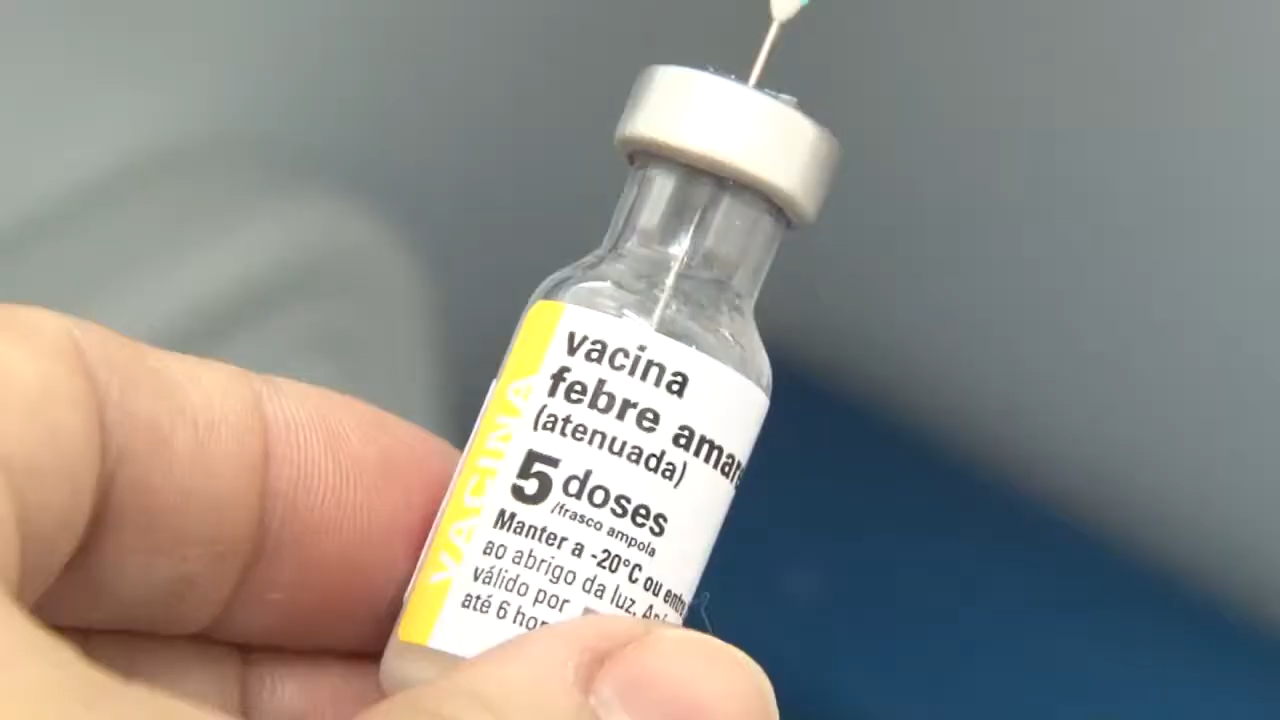 VACINA
vacina
febre
(atenuada)
5 doses
/frasco ampola
Manter a -20°C ou
ao abrigo da luz.
válido por
até 6